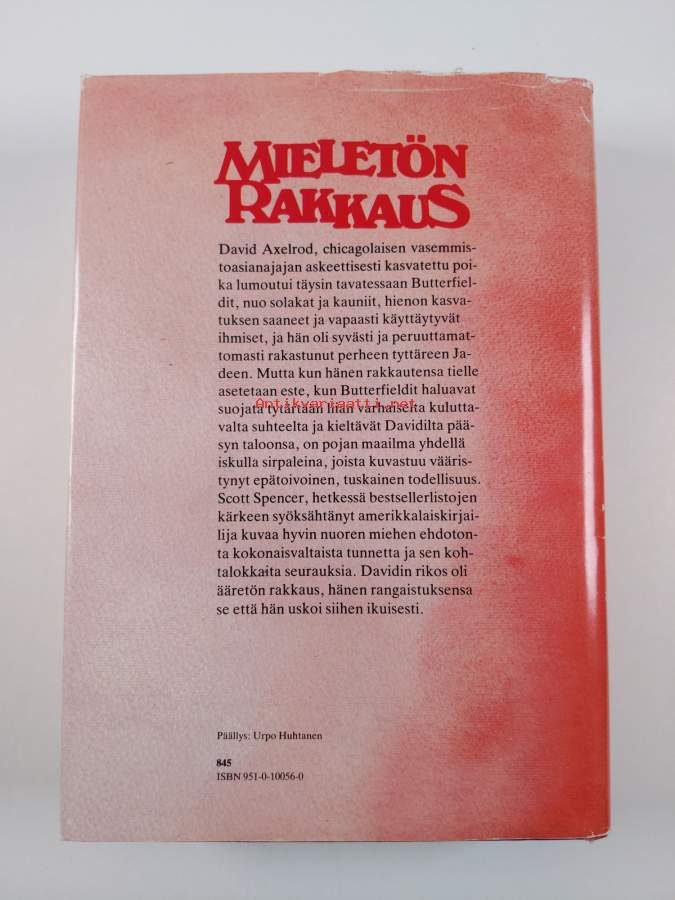 MIELETÖN
RAKKAUS
David Axelrod, chicagolaisen vasemmis-
toasianajajan askeettisesti kasvatettu poi-
ka lumoutui täysin tavatessaan Butterfiel-
dit, nuo solakat ja kauniit, hienon kasva-
tuksen saaneet ja vapaasti käyttäytyvät
ihmiset, ja hän oli syvästi ja peruuttamat-
tomasti rakastunut perheen tyttäreen Ja-
deen. Mutta kun hänen rakkautensa tielle
asetetaan este, kun Butterfieldit haluavat
Antikvariaatti.net
suojata tytärtään liian varhaiselta kulutta-
valta suhteelta ja kieltävät Davidilta pää-
syn taloonsa, on pojan maailma yhdellä
iskulla sirpaleina, joista kuvastuu vääris-
tynyt epätoivoinen, tuskainen todellisuus.
Scott Spencer, hetkessä bestsellerlistojen
kärkeen syöksähtänyt amerikkalaiskirjai-
lija kuvaa hyvin nuoren miehen ehdoton-
ta kokonaisvaltaista tunnetta ja sen koh-
talokkaita seurauksia. Davidin rikos oli
ääretön rakkaus, hänen rangaistuksensa
se että hän uskoi siihen ikuisesti.
Päällys: Urpo Huhtanen
845
ISBN 951-0-10056-0